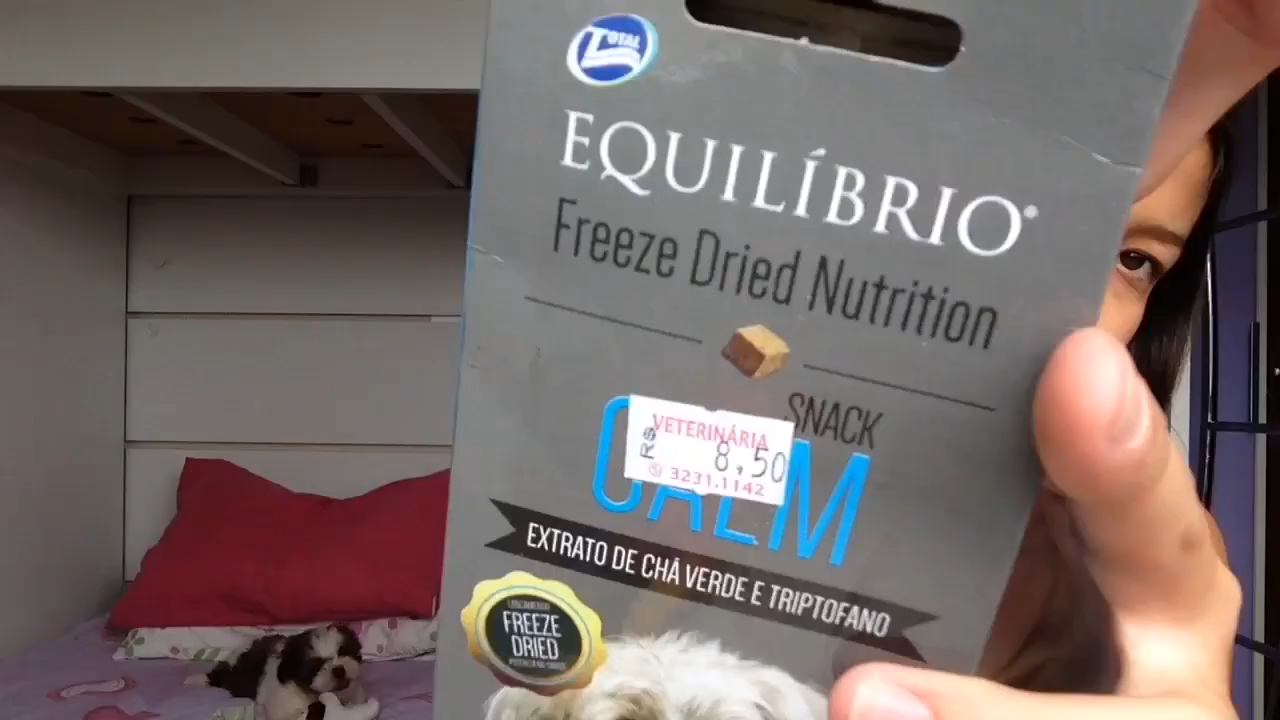 TOTAL
EQUILÍBRIO®
Freeze Dried Nutrition
SNACK
CALM
VETERINÁRIA
R$ 8,50
3231.1142
EXTRATO DE CHÁ VERDE E TRIPTOFANO
LANÇAMENTO
FREEZE
DRIED